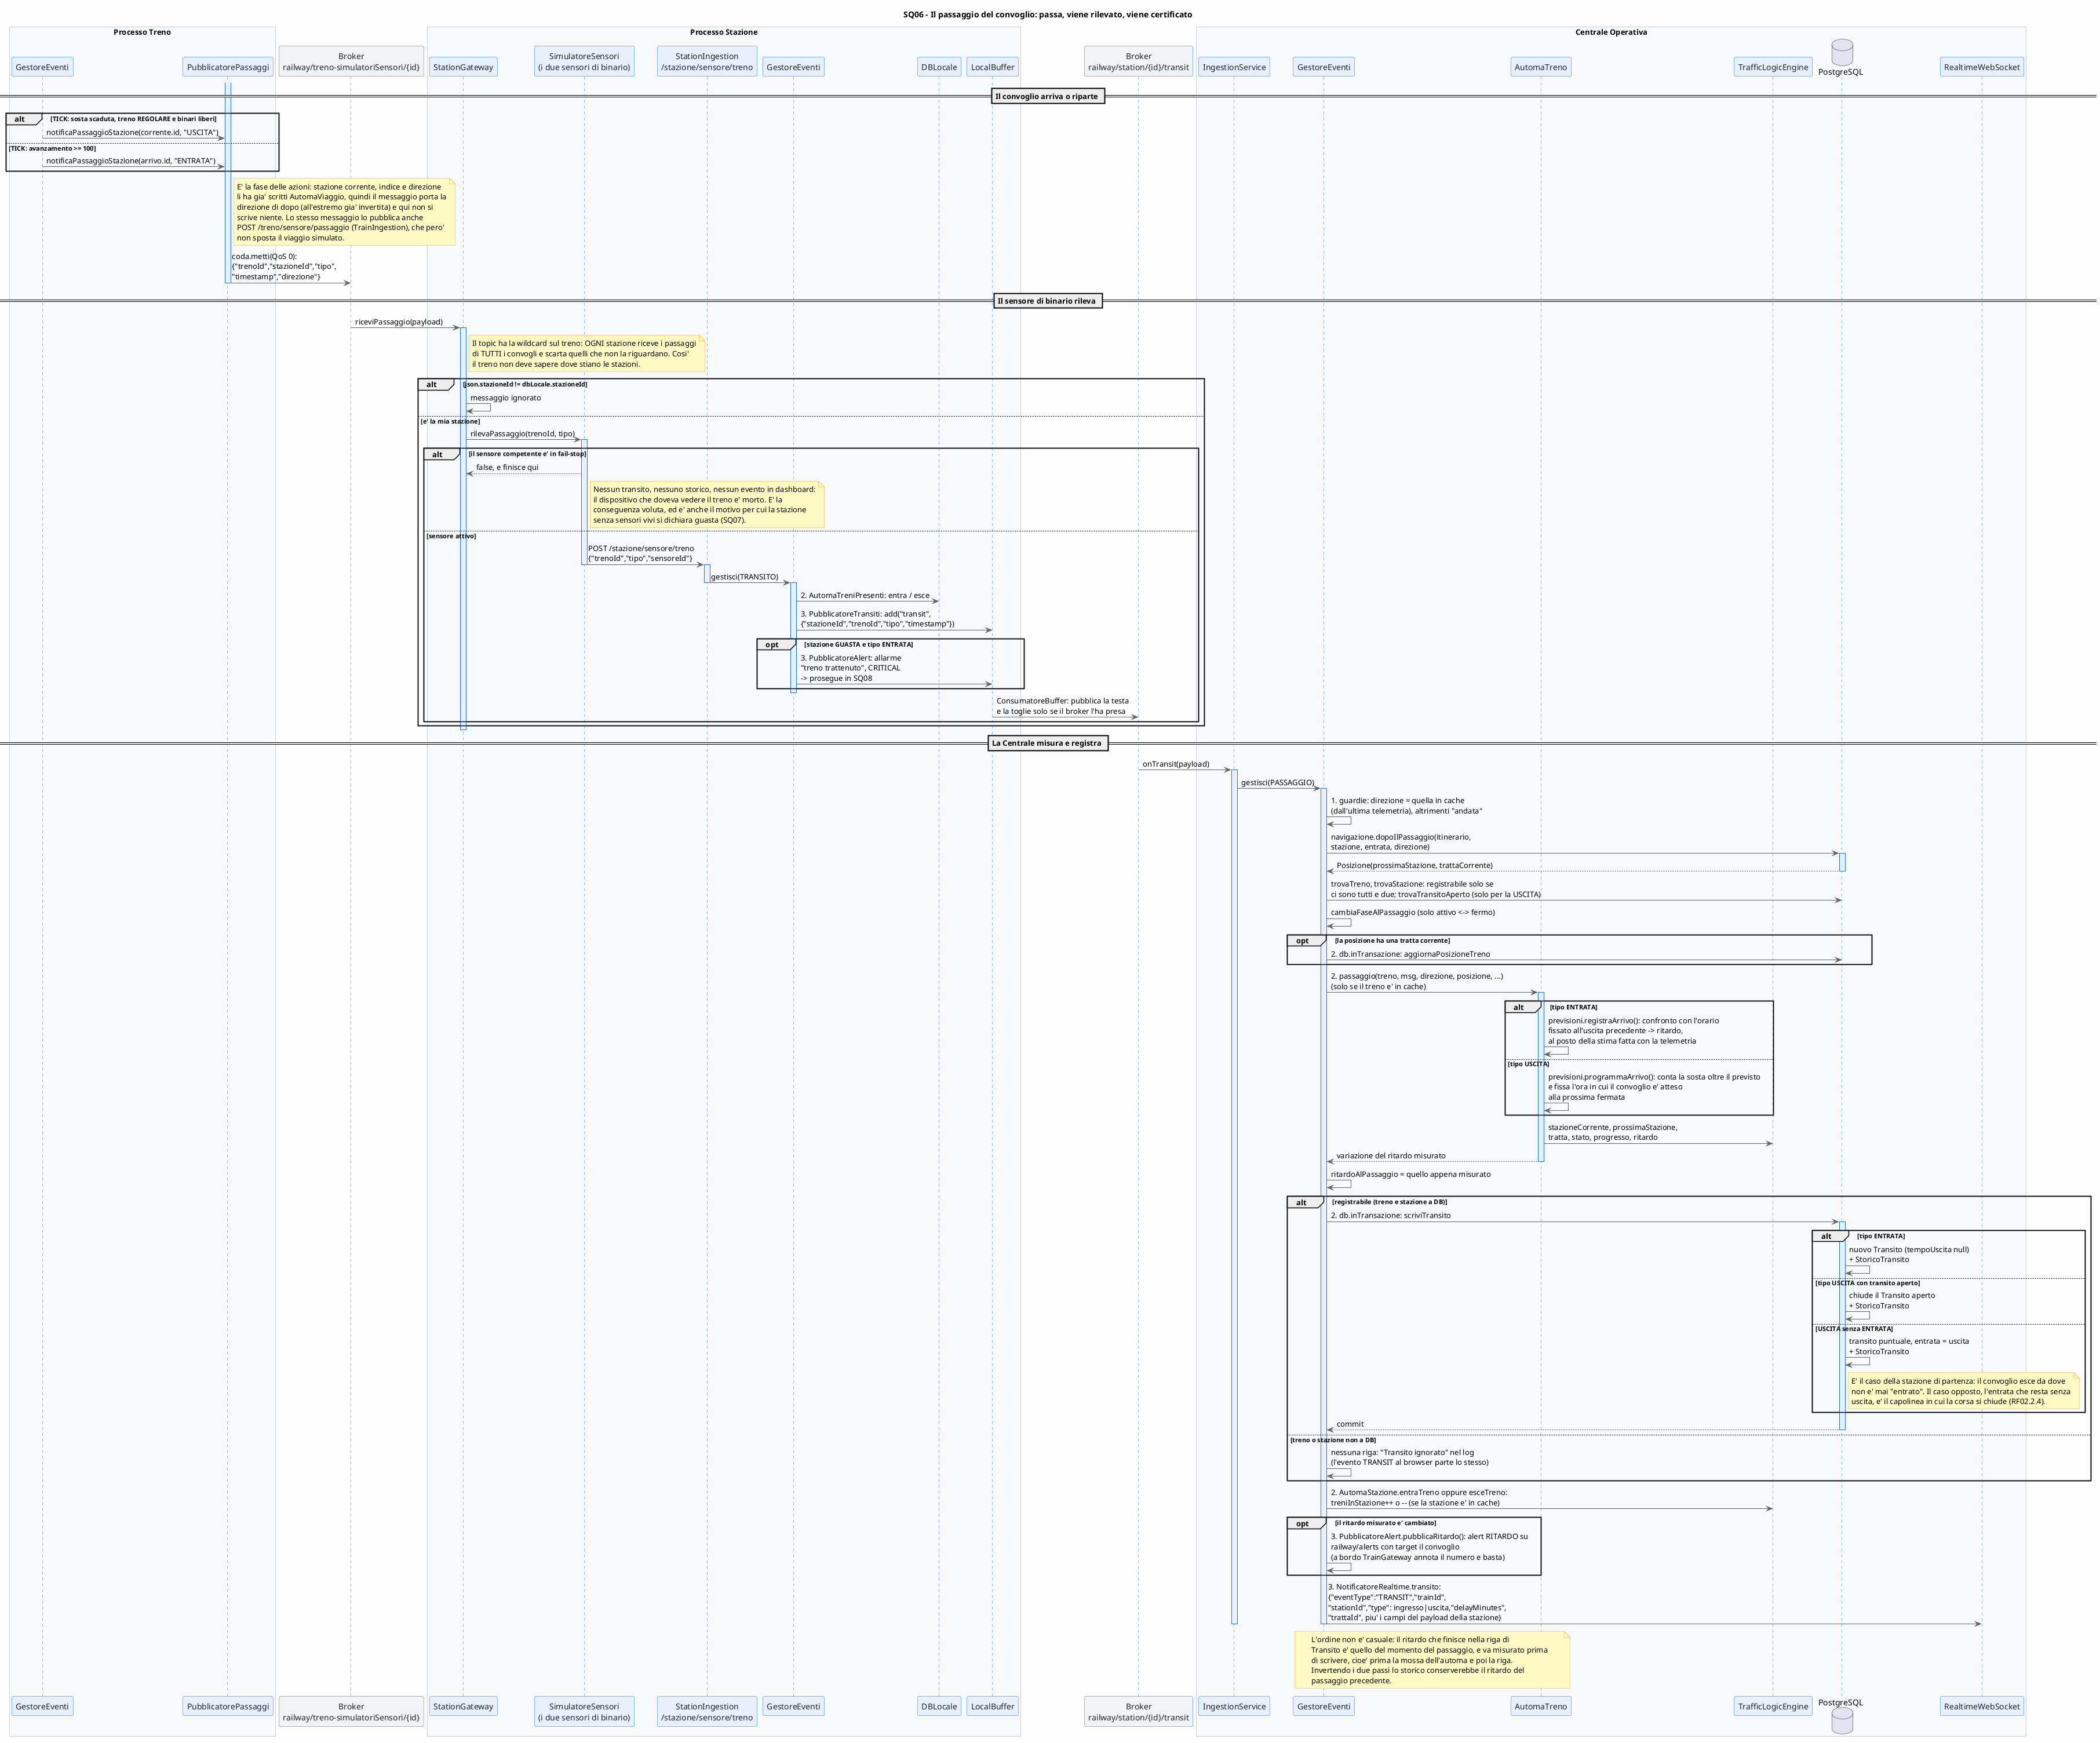 SQ06 - Il passaggio del convoglio: passa, viene rilevato, viene certificato
Processo Treno
Processo Stazione
Centrale Operativa
GestoreEventi
PubblicatorePassaggi
Broker
railway/treno-simulatoriSensori/{id}
StationGateway
SimulatoreSensori
(i due sensori di binario)
StationIngestion
/stazione/sensore/treno
GestoreEventi
DBLocale
LocalBuffer
Broker
railway/station/{id}/transit
IngestionService
GestoreEventi
AutomaTreno
TrafficLogicEngine
PostgreSQL
RealtimeWebSocket
Il convoglio arriva o riparte
alt
[TICK: sosta scaduta, treno REGOLARE e binari liberi]
notificaPassaggioStazione(corrente.id, "USCITA")
[TICK: avanzamento >= 100]
notificaPassaggioStazione(arrivo.id, "ENTRATA")
E' la fase delle azioni: stazione corrente, indice e direzione
li ha gia' scritti AutomaViaggio, quindi il messaggio porta la
direzione di dopo (all'estremo gia' invertita) e qui non si
scrive niente. Lo stesso messaggio lo pubblica anche
POST /treno/sensore/passaggio (TrainIngestion), che pero'
non sposta il viaggio simulato.
coda.metti(QoS 0):
{"trenoId","stazioneId","tipo",
"timestamp","direzione"}
Il sensore di binario rileva
riceviPassaggio(payload)
Il topic ha la wildcard sul treno: OGNI stazione riceve i passaggi
di TUTTI i convogli e scarta quelli che non la riguardano. Cosi'
il treno non deve sapere dove stiano le stazioni.
alt
[json.stazioneId != dbLocale.stazioneId]
messaggio ignorato
[e' la mia stazione]
rilevaPassaggio(trenoId, tipo)
alt
[il sensore competente e' in fail-stop]
false, e finisce qui
Nessun transito, nessuno storico, nessun evento in dashboard:
il dispositivo che doveva vedere il treno e' morto. E' la
conseguenza voluta, ed e' anche il motivo per cui la stazione
senza sensori vivi si dichiara guasta (SQ07).
[sensore attivo]
POST /stazione/sensore/treno
{"trenoId","tipo","sensoreId"}
gestisci(TRANSITO)
2. AutomaTreniPresenti: entra / esce
3. PubblicatoreTransiti: add("transit",
{"stazioneId","trenoId","tipo","timestamp"})
opt
[stazione GUASTA e tipo ENTRATA]
3. PubblicatoreAlert: allarme
"treno trattenuto", CRITICAL
-> prosegue in SQ08
ConsumatoreBuffer: pubblica la testa
e la toglie solo se il broker l'ha presa
La Centrale misura e registra
onTransit(payload)
gestisci(PASSAGGIO)
1. guardie: direzione = quella in cache
(dall'ultima telemetria), altrimenti "andata"
navigazione.dopoIlPassaggio(itinerario,
stazione, entrata, direzione)
Posizione(prossimaStazione, trattaCorrente)
trovaTreno, trovaStazione: registrabile solo se
ci sono tutti e due; trovaTransitoAperto (solo per la USCITA)
cambiaFaseAlPassaggio (solo attivo <-> fermo)
opt
[la posizione ha una tratta corrente]
2. db.inTransazione: aggiornaPosizioneTreno
2. passaggio(treno, msg, direzione, posizione, ...)
(solo se il treno e' in cache)
alt
[tipo ENTRATA]
previsioni.registraArrivo(): confronto con l'orario
fissato all'uscita precedente -> ritardo,
al posto della stima fatta con la telemetria
[tipo USCITA]
previsioni.programmaArrivo(): conta la sosta oltre il previsto
e fissa l'ora in cui il convoglio e' atteso
alla prossima fermata
stazioneCorrente, prossimaStazione,
tratta, stato, progresso, ritardo
variazione del ritardo misurato
ritardoAlPassaggio = quello appena misurato
alt
[registrabile (treno e stazione a DB)]
2. db.inTransazione: scriviTransito
alt
[tipo ENTRATA]
nuovo Transito (tempoUscita null)
+ StoricoTransito
[tipo USCITA con transito aperto]
chiude il Transito aperto
+ StoricoTransito
[USCITA senza ENTRATA]
transito puntuale, entrata = uscita
+ StoricoTransito
E' il caso della stazione di partenza: il convoglio esce da dove
non e' mai "entrato". Il caso opposto, l'entrata che resta senza
uscita, e' il capolinea in cui la corsa si chiude (RF02.2.4).
commit
[treno o stazione non a DB]
nessuna riga: "Transito ignorato" nel log
(l'evento TRANSIT al browser parte lo stesso)
2. AutomaStazione.entraTreno oppure esceTreno:
treniInStazione++ o -- (se la stazione e' in cache)
opt
[il ritardo misurato e' cambiato]
3. PubblicatoreAlert.pubblicaRitardo(): alert RITARDO su
railway/alerts con target il convoglio
(a bordo TrainGateway annota il numero e basta)
3. NotificatoreRealtime.transito:
{"eventType":"TRANSIT","trainId",
"stationId","type": ingresso|uscita,"delayMinutes",
"trattaId", piu' i campi del payload della stazione}
L'ordine non e' casuale: il ritardo che finisce nella riga di
Transito e' quello del momento del passaggio, e va misurato prima
di scrivere, cioe' prima la mossa dell'automa e poi la riga.
Invertendo i due passi lo storico conserverebbe il ritardo del
passaggio precedente.
GestoreEventi
PubblicatorePassaggi
Broker
railway/treno-simulatoriSensori/{id}
StationGateway
SimulatoreSensori
(i due sensori di binario)
StationIngestion
/stazione/sensore/treno
GestoreEventi
DBLocale
LocalBuffer
Broker
railway/station/{id}/transit
IngestionService
GestoreEventi
AutomaTreno
TrafficLogicEngine
PostgreSQL
RealtimeWebSocket